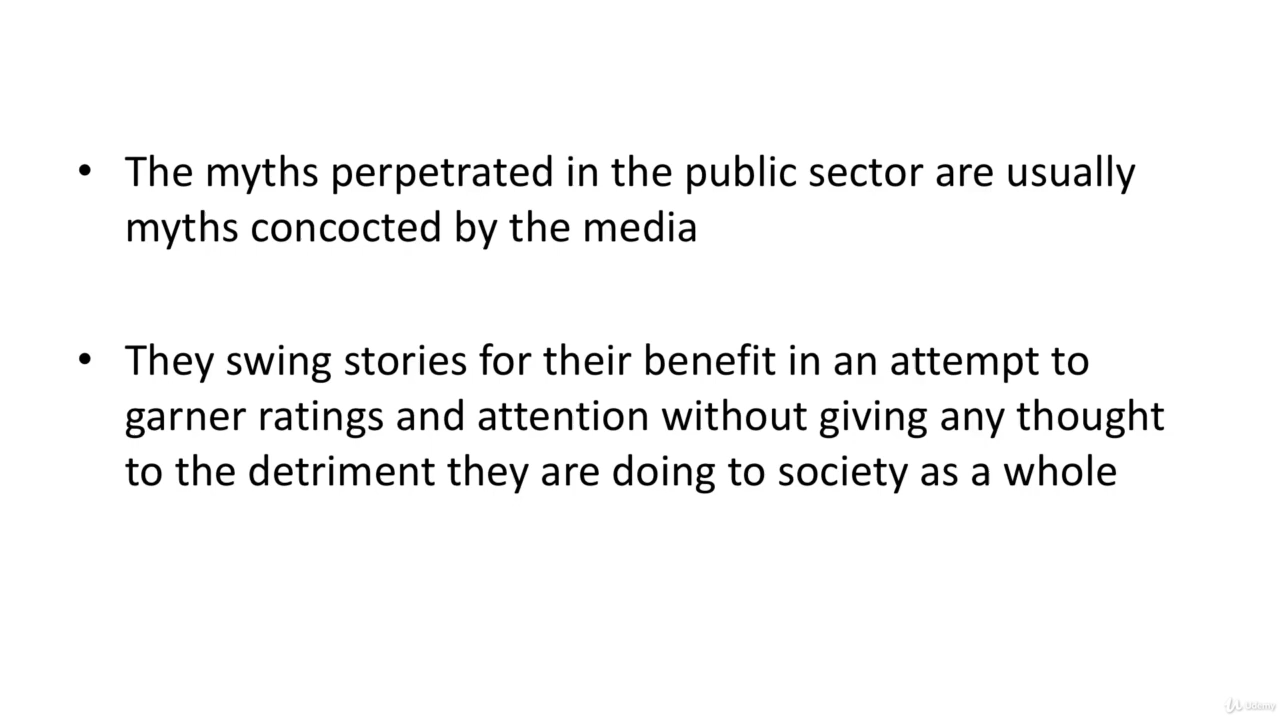 • The myths perpetrated in the public sector are usually
myths concocted by the media
• They swing stories for their benefit in an attempt to
garner ratings and attention without giving any thought
to the detriment they are doing to society as a whole
Udemy